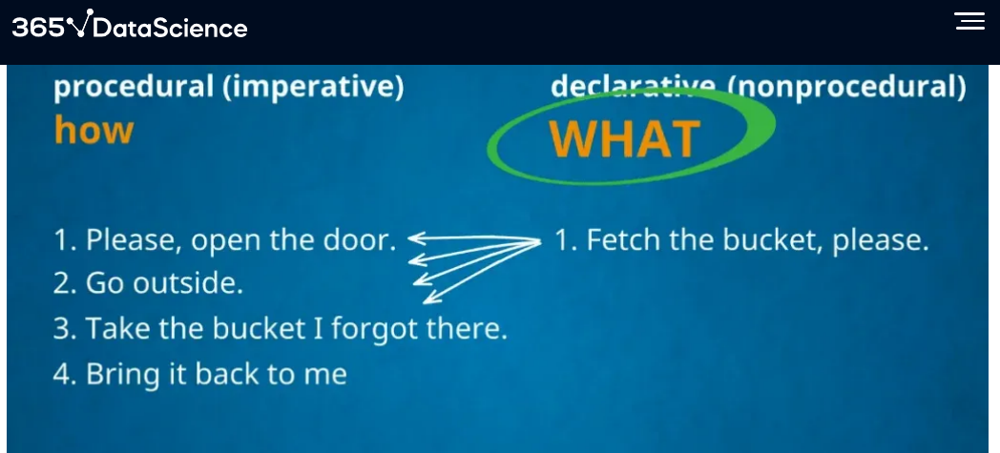 365 DataScience
procedural (imperative)
how
1. Please, open the door.
2. Go outside.
3. Take the bucket I forgot there.
4. Bring it back to me
declarative (nonprocedural)
WHAT
1. Fetch the bucket, please.